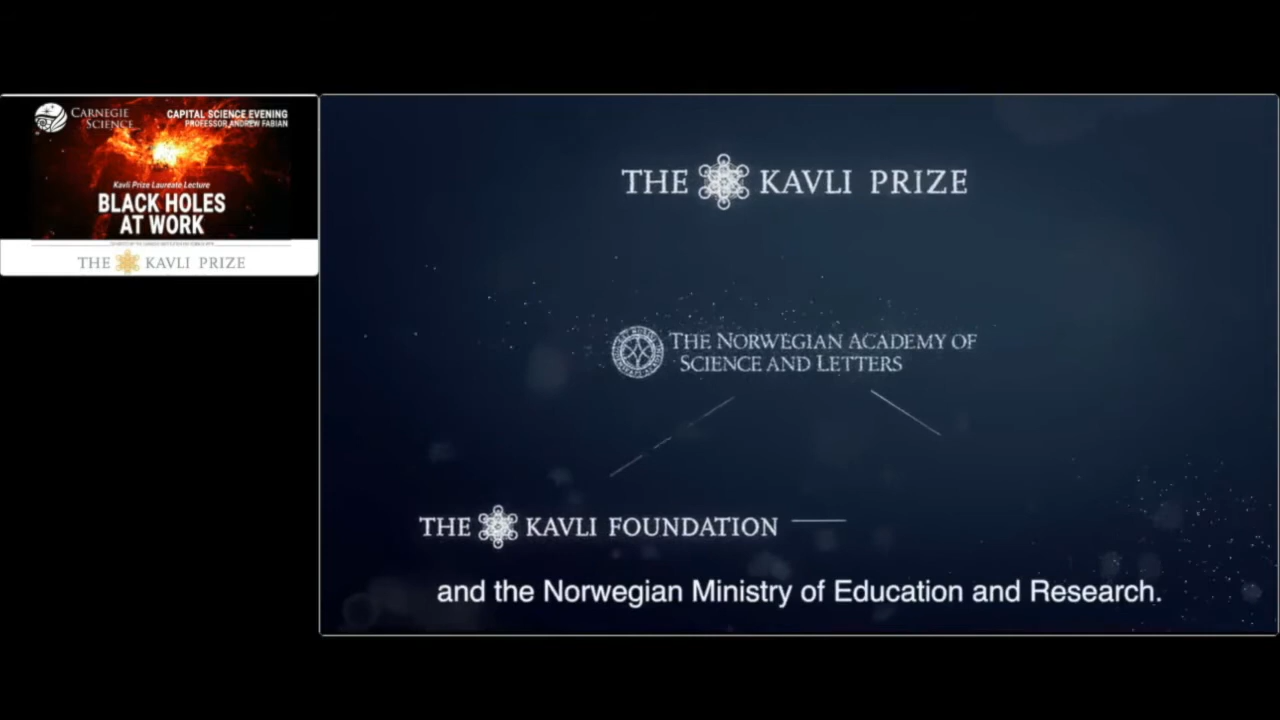 CARNEGIE
SCIENCE
CAPITAL SCIENCE EVENING
PROFESSOR ANDREW FABIAN
Kavli Prize Laureate Lecture
BLACK HOLES
AT WORK
THE KAVLI PRIZE
THE KAVLI PRIZE
THE NORWEGIAN ACADEMY OF
SCIENCE AND LETTERS
THE KAVLI FOUNDATION
and the Norwegian Ministry of Education and Research.